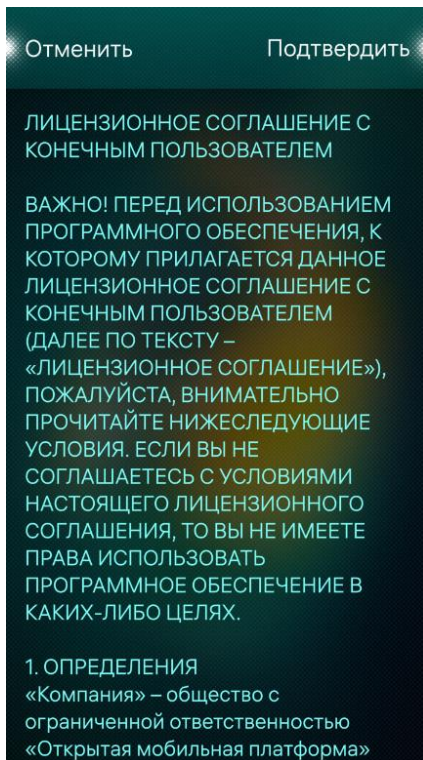 Отменить Подтвердить
ЛИЦЕНЗИОННОЕ СОГЛАШЕНИЕ С
КОНЕЧНЫМ ПОЛЬЗОВАТЕЛЕМ
ВАЖНО! ПЕРЕД ИСПОЛЬЗОВАНИЕМ
ПРОГРАММНОГО ОБЕСПЕЧЕНИЯ, К
КОТОРОМУ ПРИЛАГАЕТСЯ ДАННОЕ
ЛИЦЕНЗИОННОЕ СОГЛАШЕНИЕ С
КОНЕЧНЫМ ПОЛЬЗОВАТЕЛЕМ
(ДАЛЕЕ ПО ТЕКСТУ –
«ЛИЦЕНЗИОННОЕ СОГЛАШЕНИЕ»),
ПОЖАЛУЙСТА, ВНИМАТЕЛЬНО
ПРОЧИТАЙТЕ НИЖЕСЛЕДУЮЩИЕ
УСЛОВИЯ. ЕСЛИ ВЫ НЕ
СОГЛАШАЕТЕСЬ С УСЛОВИЯМИ
НАСТОЯЩЕГО ЛИЦЕНЗИОННОГО
СОГЛАШЕНИЯ, ТО ВЫ НЕ ИМЕЕТЕ
ПРАВА ИСПОЛЬЗОВАТЬ
ПРОГРАММНОЕ ОБЕСПЕЧЕНИЕ В
КАКИХ-ЛИБО ЦЕЛЯХ.
1. ОПРЕДЕЛЕНИЯ
«Компания» – общество с
ограниченной ответственностью
«Открытая мобильная платформа»